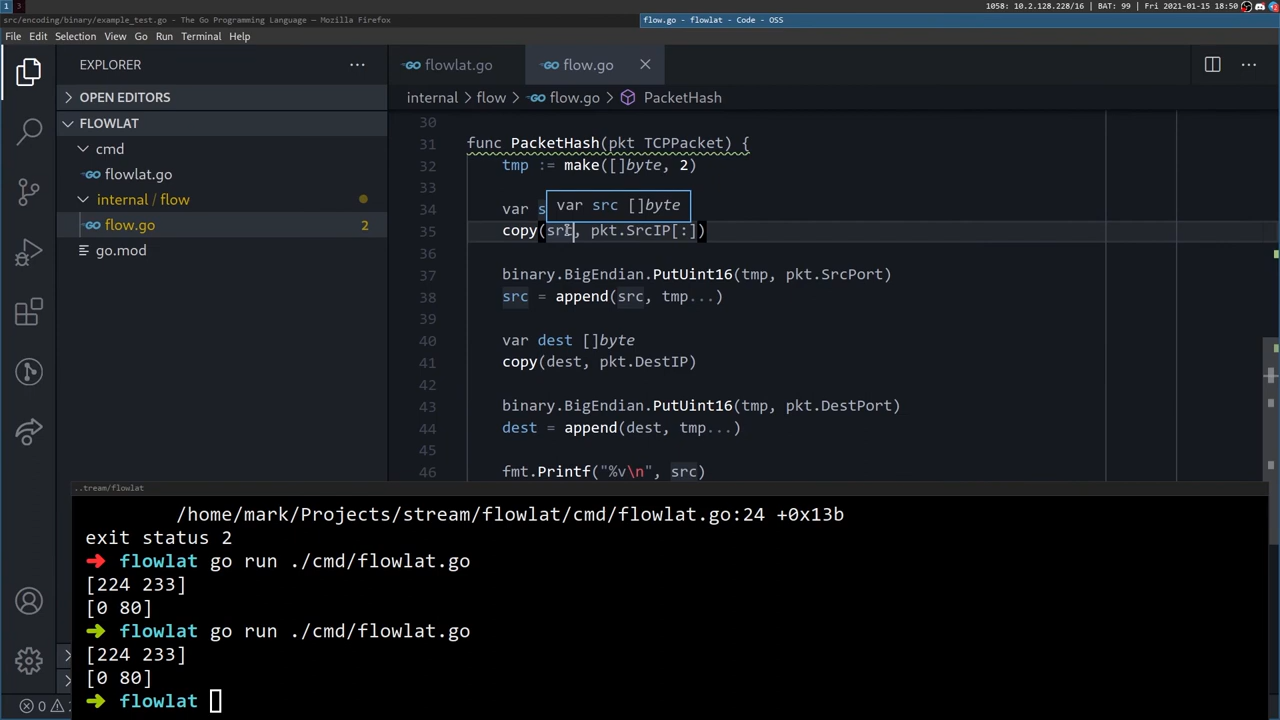 1 3 1058: 10.2.128.228/16 | BAT: 99 | Fri 2021-01-15 18:50
src/encoding/binary/example_test.go - The Go Programming Language — Mozilla Firefox flow.go - flowlat - Code - OSS
File Edit Selection View Go Run Terminal Help
EXPLORER ... flowlat.go flow.go
OPEN EDITORS internal > flow > flow.go > PacketHash
FLOWLAT
cmd
flowlat.go
internal / flow
flow.go 2
go.mod
30
31 func PacketHash(pkt TCPPacket) {
32 tmp := make([]byte, 2)
33
34 var s
var src []byte
35 copy(src, pkt.SrcIP[:])
36
37 binary.BigEndian.PutUint16(tmp, pkt.SrcPort)
38 src = append(src, tmp...)
39
40 var dest []byte
41 copy(dest, pkt.DestIP)
42
43 binary.BigEndian.PutUint16(tmp, pkt.DestPort)
44 dest = append(dest, tmp...)
45
46 fmt.Printf("%v\n", src)
..tream/flowlat
/home/mark/Projects/stream/flowlat/cmd/flowlat.go:24 +0x13b
exit status 2
➜ flowlat go run ./cmd/flowlat.go
[224 233]
[0 80]
➜ flowlat go run ./cmd/flowlat.go
[224 233]
[0 80]
➜ flowlat
0